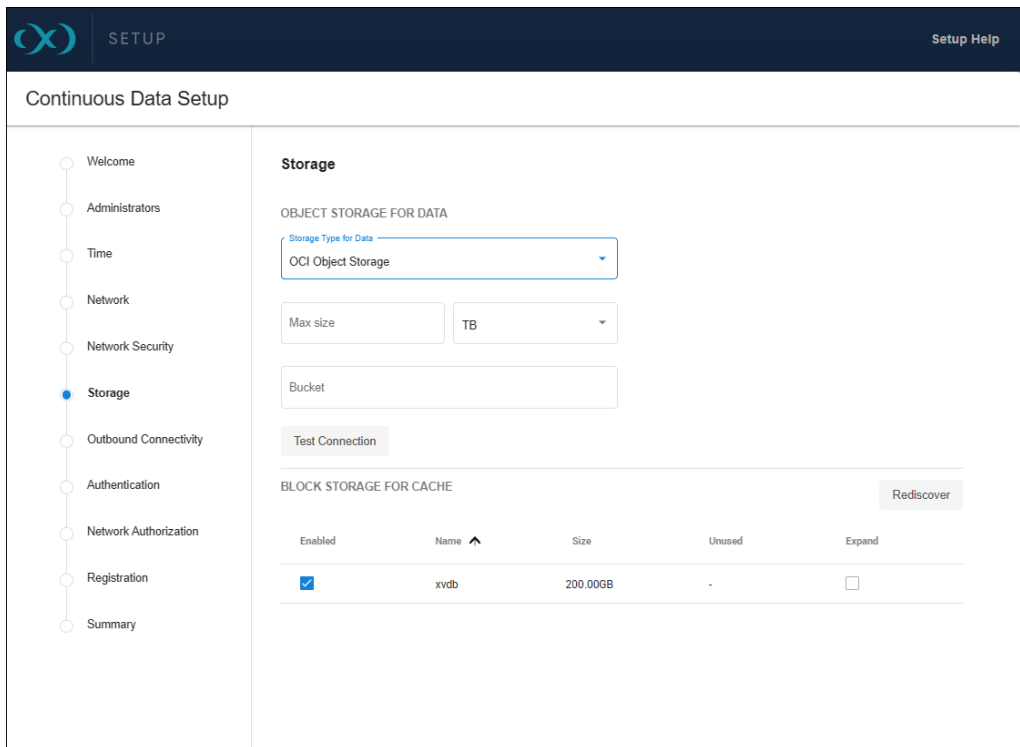 SETUP
Setup Help
Continuous Data Setup
Welcome
Administrators
Time
Network
Network Security
Storage
Outbound Connectivity
Authentication
Network Authorization
Registration
Summary
Storage
OBJECT STORAGE FOR DATA
Storage Type for Data
OCI Object Storage
Max size
TB
Bucket
Test Connection
BLOCK STORAGE FOR CACHE
Rediscover
Enabled Name Size Unused Expand
xvdb 200.00GB -